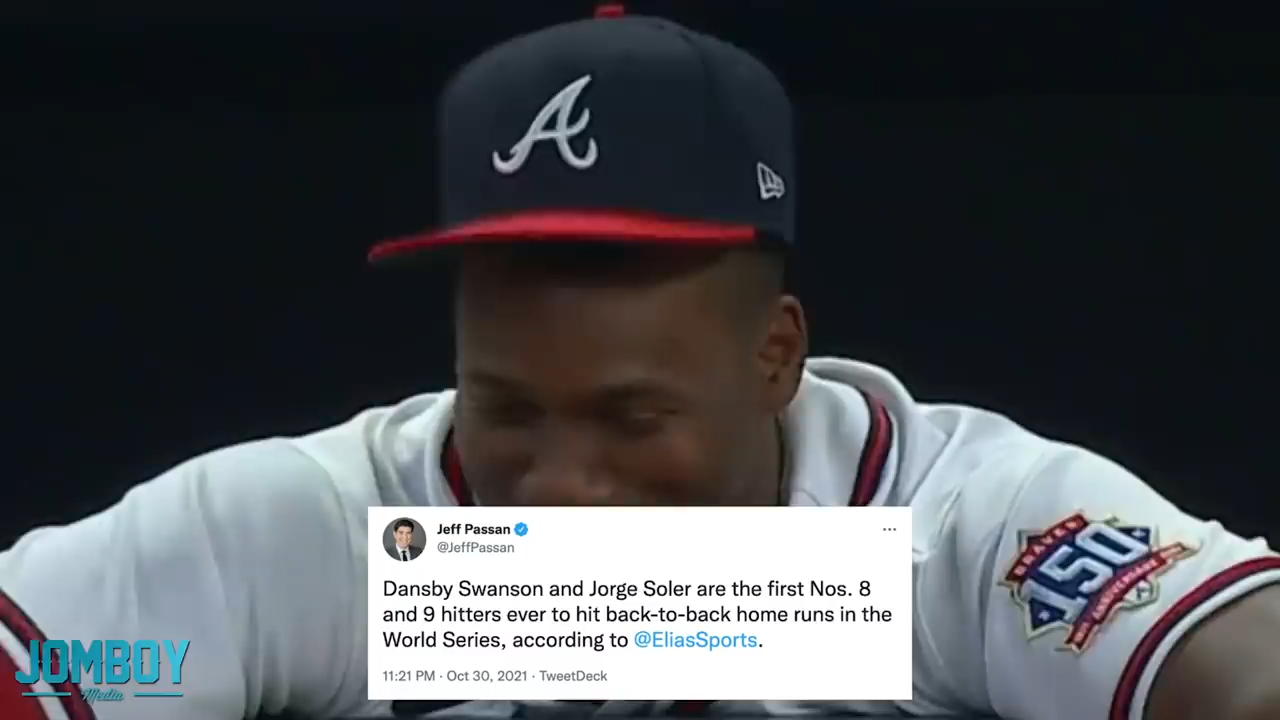 A
BRAVES
150
ANNIVERSARY
Jeff Passan
@JeffPassan
Dansby Swanson and Jorge Soler are the first Nos. 8
and 9 hitters ever to hit back-to-back home runs in the
World Series, according to @EliasSports.
11:21 PM · Oct 30, 2021 · TweetDeck
JOMBOY
Media